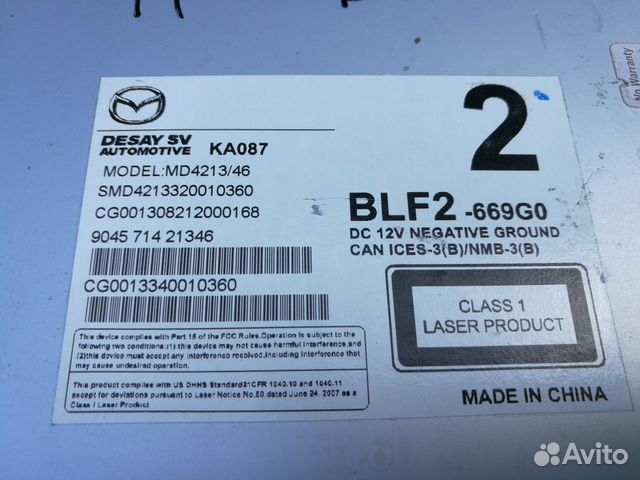 DESAY SV
AUTOMOTIVE KA087
MODEL:MD4213/46
SMD4213320010360
CG001308212000168
9045 714 21346
CG0013340010360
2
BLF2 -669G0
DC 12V NEGATIVE GROUND
CAN ICES-3(B)/NMB-3(B)
CLASS 1
LASER PRODUCT
This device complies with Part 15 of the FCC Rules.Operation is subject to the
following two conditions:(1) this device may not cause harmful interference,and
(2)this device must accept any interference received,including interference that
may cause undesired operation.
This product complies with US DHHS Standard21CFR 1040.10 and 1040.11
except for deviations pursuant to Laser Notice No.50,dated June 24, 2007 as a
Class I Laser Product.
MADE IN CHINA
No Warranty
Avito